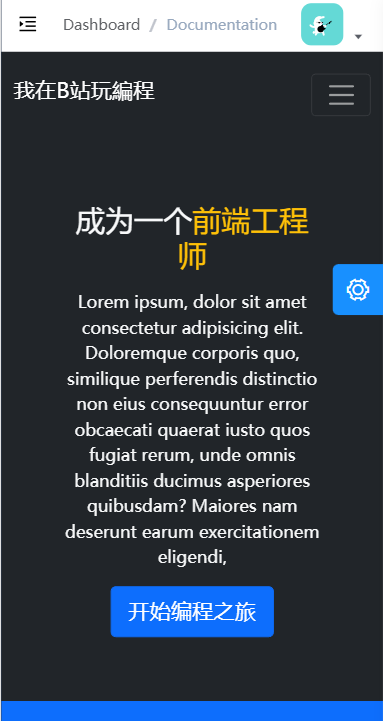 Dashboard / Documentation
我在B站玩編程
成为一个前端工程
师
Lorem ipsum, dolor sit amet
consectetur adipisicing elit.
Doloremque corporis quo,
similique perferendis distinctio
non eius consequuntur error
obcaecati quaerat iusto quos
fugiat rerum, unde omnis
blanditiis ducimus asperiores
quibusdam? Maiores nam
deserunt earum exercitationem
eligendi,
开始编程之旅